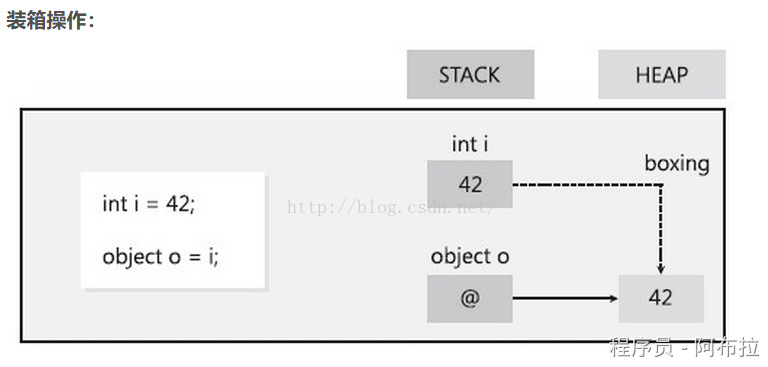 装箱操作：
STACK
HEAP
int i
boxing
42
int i = 42;
http://blog.csdn.net/
object o = i;
object o
@
42
程序员 - 阿布拉